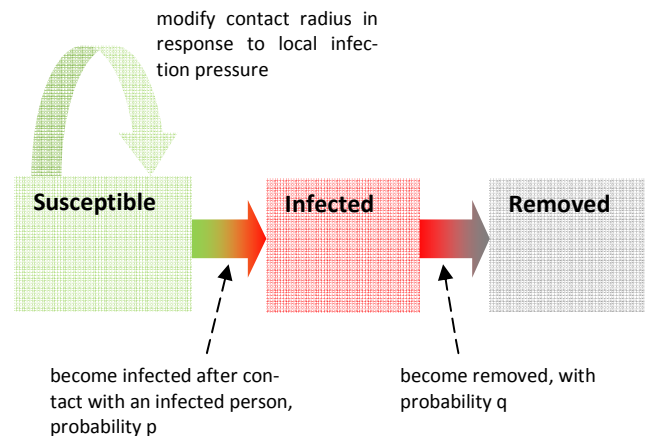 modify contact radius in
response to local infec-
tion pressure
Susceptible
Infected
Removed
become infected after con-
tact with an infected person,
probability p
become removed, with
probability q